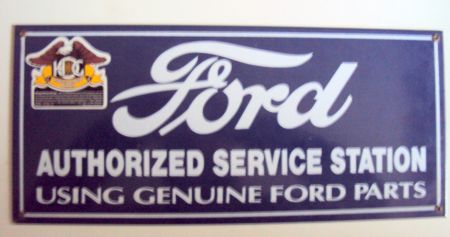 Ford
AUTHORIZED SERVICE STATION
USING GENUINE FORD PARTS